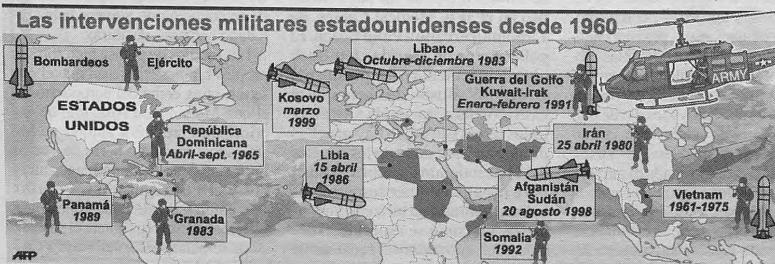 Las intervenciones militares estadounidenses desde 1960
Bombardeos
Ejército
ESTADOS
UNIDOS
República
Dominicana
Abril-sept. 1965
Panamá
1989
Granada
1983
Kosovo
marzo
1999
Líbano
Octubre-diciembre 1983
Libia
15 abril
1986
Guerra del Golfo
Kuwait-Irak
Enero-febrero 1991
ARMY
Irán
25 abril 1980
Afganistán
Sudán
20 agosto 1998
Somalia
1992
Vietnam
1961-1975
AFP